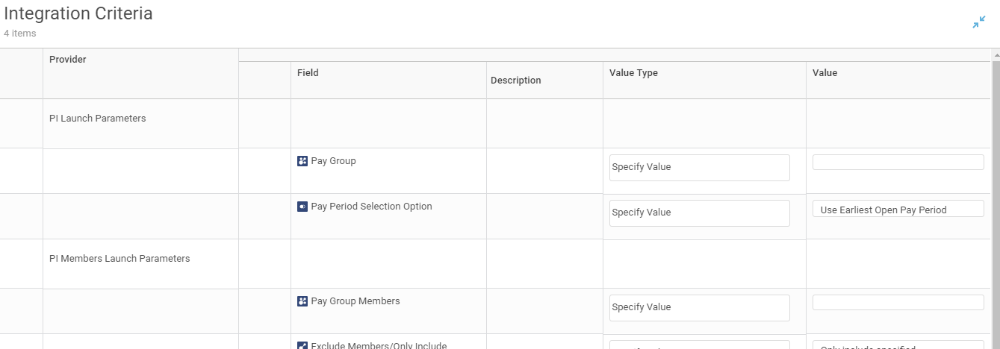 Integration Criteria
4 items
Provider
Field
Description
Value Type
Value
PI Launch Parameters
Pay Group
Specify Value
Pay Period Selection Option
Specify Value
Use Earliest Open Pay Period
PI Members Launch Parameters
Pay Group Members
Specify Value
Exclude Members/Only Include
Only include specified